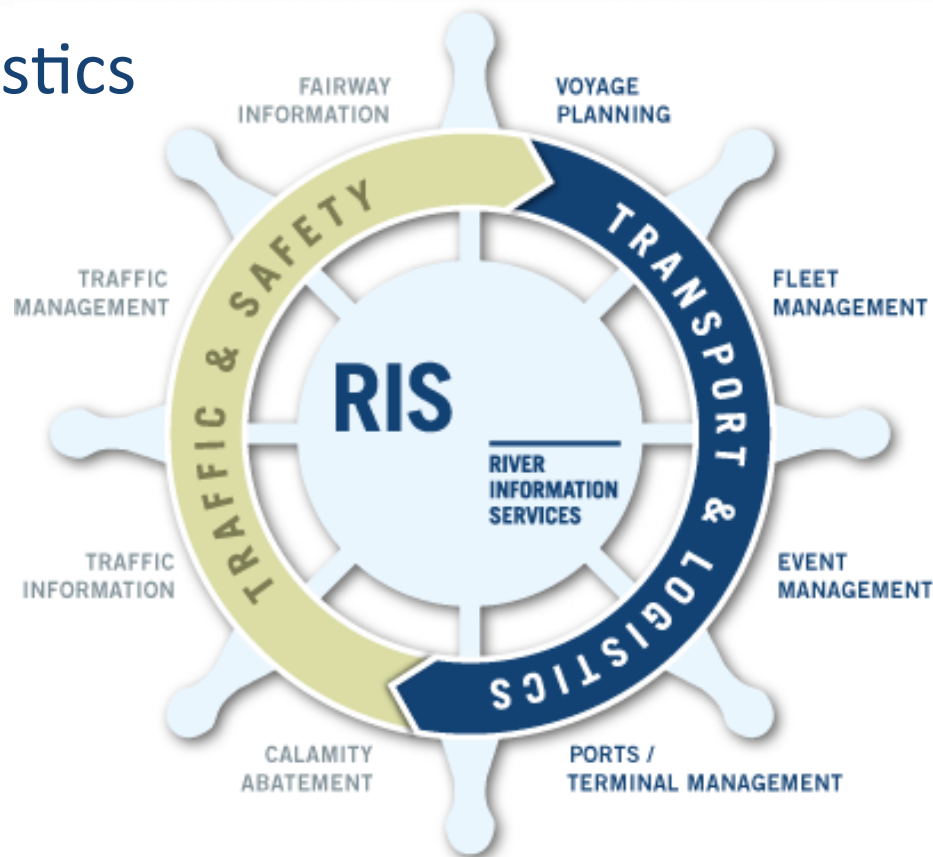 stics
FAIRWAY
INFORMATION
VOYAGE
PLANNING
TRAFFIC
MANAGEMENT
FLEET
MANAGEMENT
TRAFFIC & SAFETY
TRANSPORT & LOGISTICS
RIS
RIVER
INFORMATION
SERVICES
TRAFFIC
INFORMATION
EVENT
MANAGEMENT
CALAMITY
ABATEMENT
PORTS /
TERMINAL MANAGEMENT